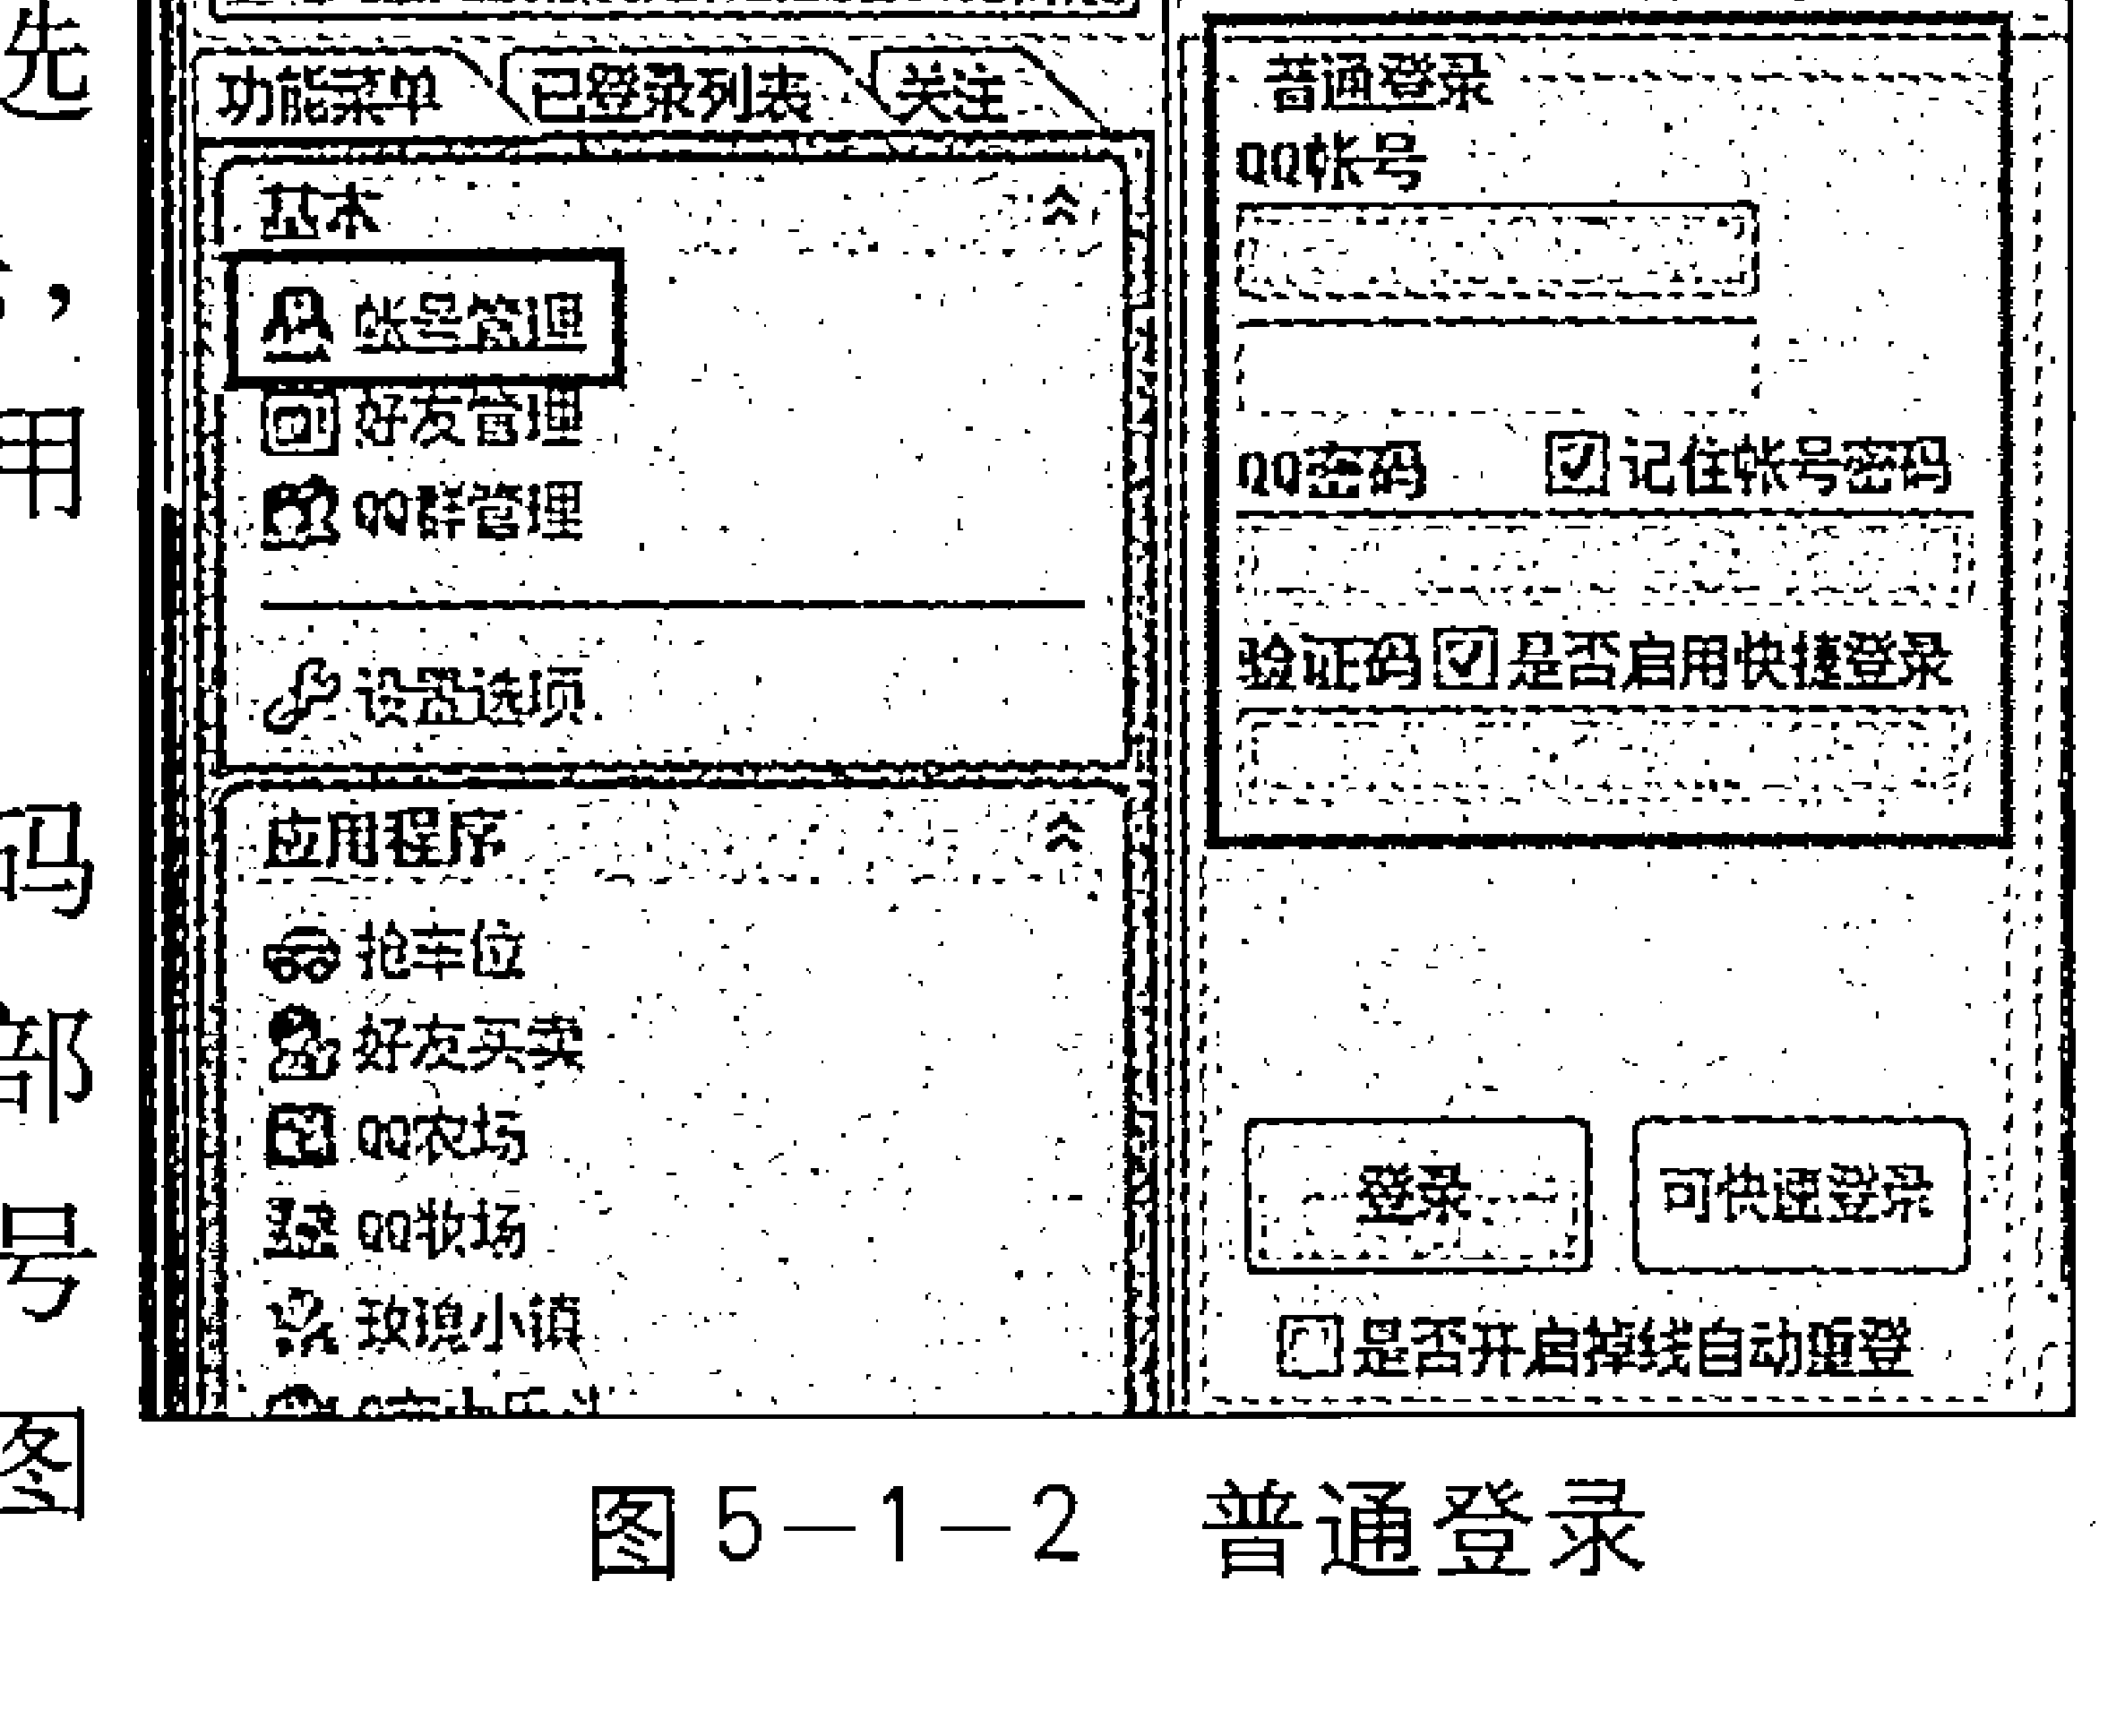 先
，
用
码
部
号
图
功能菜单 已登录列表 关注
基本
帐号管理
好友管理
QQ群管理
设置选项
应用程序
抢车位
好友买卖
QQ农场
QQ牧场
玫瑰小镇
普通登录
QQ帐号
QQ密码 记住帐号密码
验证码 是否启用快捷登录
登录 可快速登录
是否开启掉线自动重登
图 5-1-2 普通登录